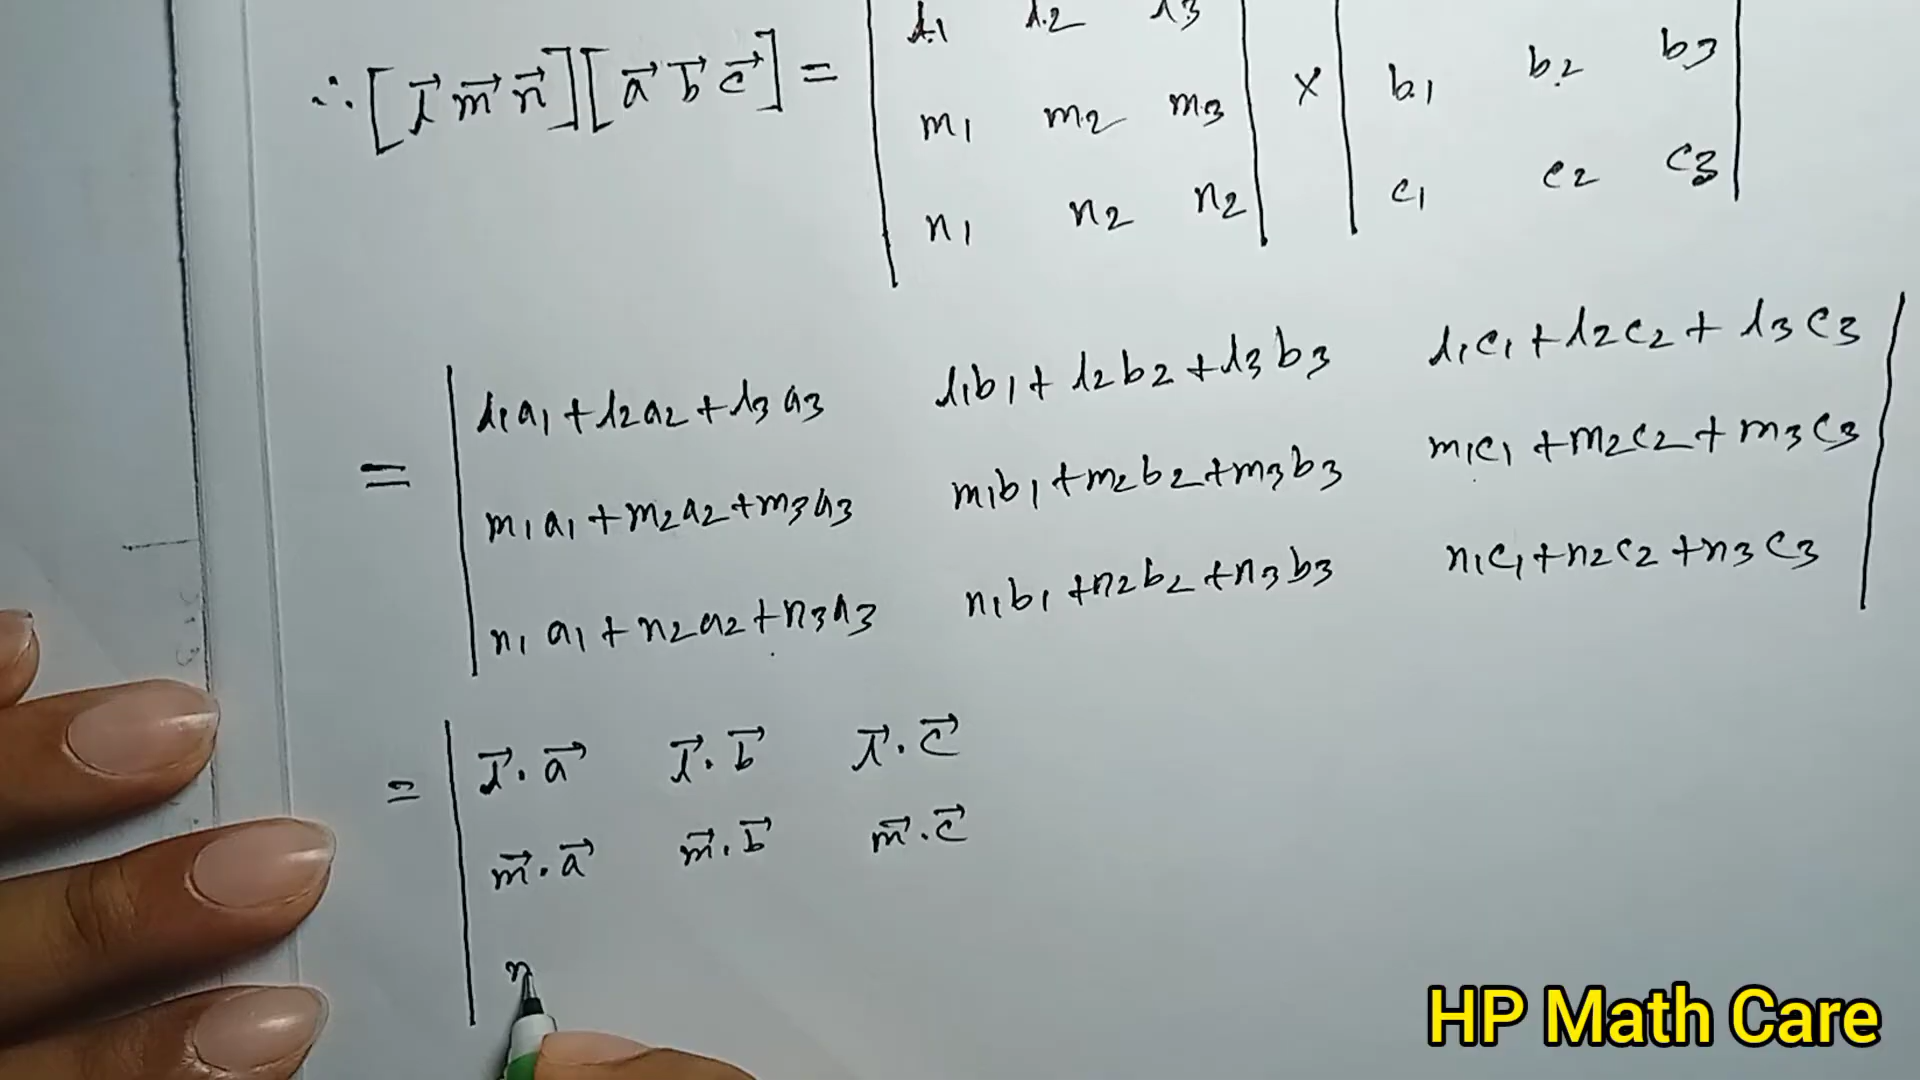 ∴ [l⃗ m⃗ n⃗][a⃗ b⃗ c⃗] = | l1 l2 l3 | × | b1 b2 b3 |
m1 m2 m3 c1 c2 c3
n1 n2 n2
= | l1a1 + l2a2 + l3a3 l1b1 + l2b2 + l3b3 l1c1 + l2c2 + l3c3 |
m1a1 + m2a2 + m3a3 m1b1 + m2b2 + m3b3 m1c1 + m2c2 + m3c3
n1a1 + n2a2 + n3a3 n1b1 + n2b2 + n3b3 n1c1 + n2c2 + n3c3
= | l⃗.a⃗ l⃗.b⃗ l⃗.c⃗
m⃗.a⃗ m⃗.b⃗ m⃗.c⃗
n
HP Math Care